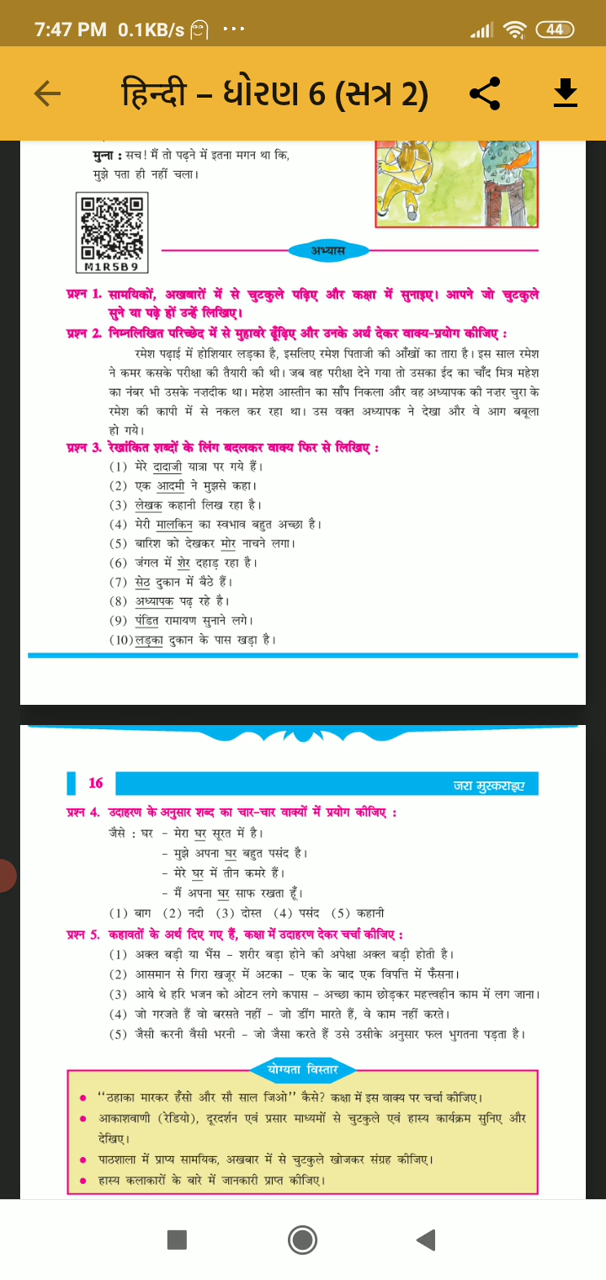 7:47 PM 0.1KB/s ··· 44
हिन्दी – धोरण 6 (सत्र 2)
मुन्ना : सच! मैं तो पढ़ने में इतना मगन था कि,
मुझे पता ही नहीं चला।
M1R5B9
अभ्यास
प्रश्न 1. सामयिकों, अखबारों में से चुटकुले पढ़िए और कक्षा में सुनाइए। आपने जो चुटकुले
सुने या पढ़े हों उन्हें लिखिए।
प्रश्न 2. निम्नलिखित परिच्छेद में से मुहावरे ढूँढ़िए और उनके अर्थ देकर वाक्य-प्रयोग कीजिए :
रमेश पढ़ाई में होशियार लड़का है, इसलिए रमेश पिताजी की आँखों का तारा है। इस साल रमेश
ने कमर कसके परीक्षा की तैयारी की थी। जब वह परीक्षा देने गया तो उसका ईद का चाँद मित्र महेश
का नंबर भी उसके नज़दीक था। महेश आस्तीन का साँप निकला और वह अध्यापक की नज़र चुरा के
रमेश की कापी में से नकल कर रहा था। उस वक्त अध्यापक ने देखा और वे आग बबूला
हो गये।
प्रश्न 3. रेखांकित शब्दों के लिंग बदलकर वाक्य फिर से लिखिए :
(1) मेरे दादाजी यात्रा पर गये हैं।
(2) एक आदमी ने मुझसे कहा।
(3) लेखक कहानी लिख रहा है।
(4) मेरी मालकिन का स्वभाव बहुत अच्छा है।
(5) बारिश को देखकर मोर नाचने लगा।
(6) जंगल में शेर दहाड़ रहा है।
(7) सेठ दुकान में बैठे हैं।
(8) अध्यापक पढ़ रहे है।
(9) पंडित रामायण सुनाने लगे।
(10) लड़का दुकान के पास खड़ा है।
16 जरा मुस्कराइए
प्रश्न 4. उदाहरण के अनुसार शब्द का चार-चार वाक्यों में प्रयोग कीजिए :
जैसे : घर – मेरा घर सूरत में है।
– मुझे अपना घर बहुत पसंद है।
– मेरे घर में तीन कमरे हैं।
– मैं अपना घर साफ रखता हूँ।
(1) बाग (2) नदी (3) दोस्त (4) पसंद (5) कहानी
प्रश्न 5. कहावतों के अर्थ दिए गए हैं, कक्षा में उदाहरण देकर चर्चा कीजिए :
(1) अक्ल बड़ी या भैंस – शरीर बड़ा होने की अपेक्षा अक्ल बड़ी होती है।
(2) आसमान से गिरा खजूर में अटका – एक के बाद एक विपत्ति में फँसना।
(3) आये थे हरि भजन को ओटन लगे कपास – अच्छा काम छोड़कर महत्त्वहीन काम में लग जाना।
(4) जो गरजते हैं वो बरसते नहीं – जो डींग मारते हैं, वे काम नहीं करते।
(5) जैसी करनी वैसी भरनी – जो जैसा करते हैं उसे उसीके अनुसार फल भुगतना पड़ता है।
योग्यता विस्तार
• ''ठहाका मारकर हँसो और सौ साल जिओ'' कैसे? कक्षा में इस वाक्य पर चर्चा कीजिए।
• आकाशवाणी (रेडियो), दूरदर्शन एवं प्रसार माध्यमों से चुटकुले एवं हास्य कार्यक्रम सुनिए और
देखिए।
• पाठशाला में प्राप्य सामयिक, अखबार में से चुटकुले खोजकर संग्रह कीजिए।
• हास्य कलाकारों के बारे में जानकारी प्राप्त कीजिए।